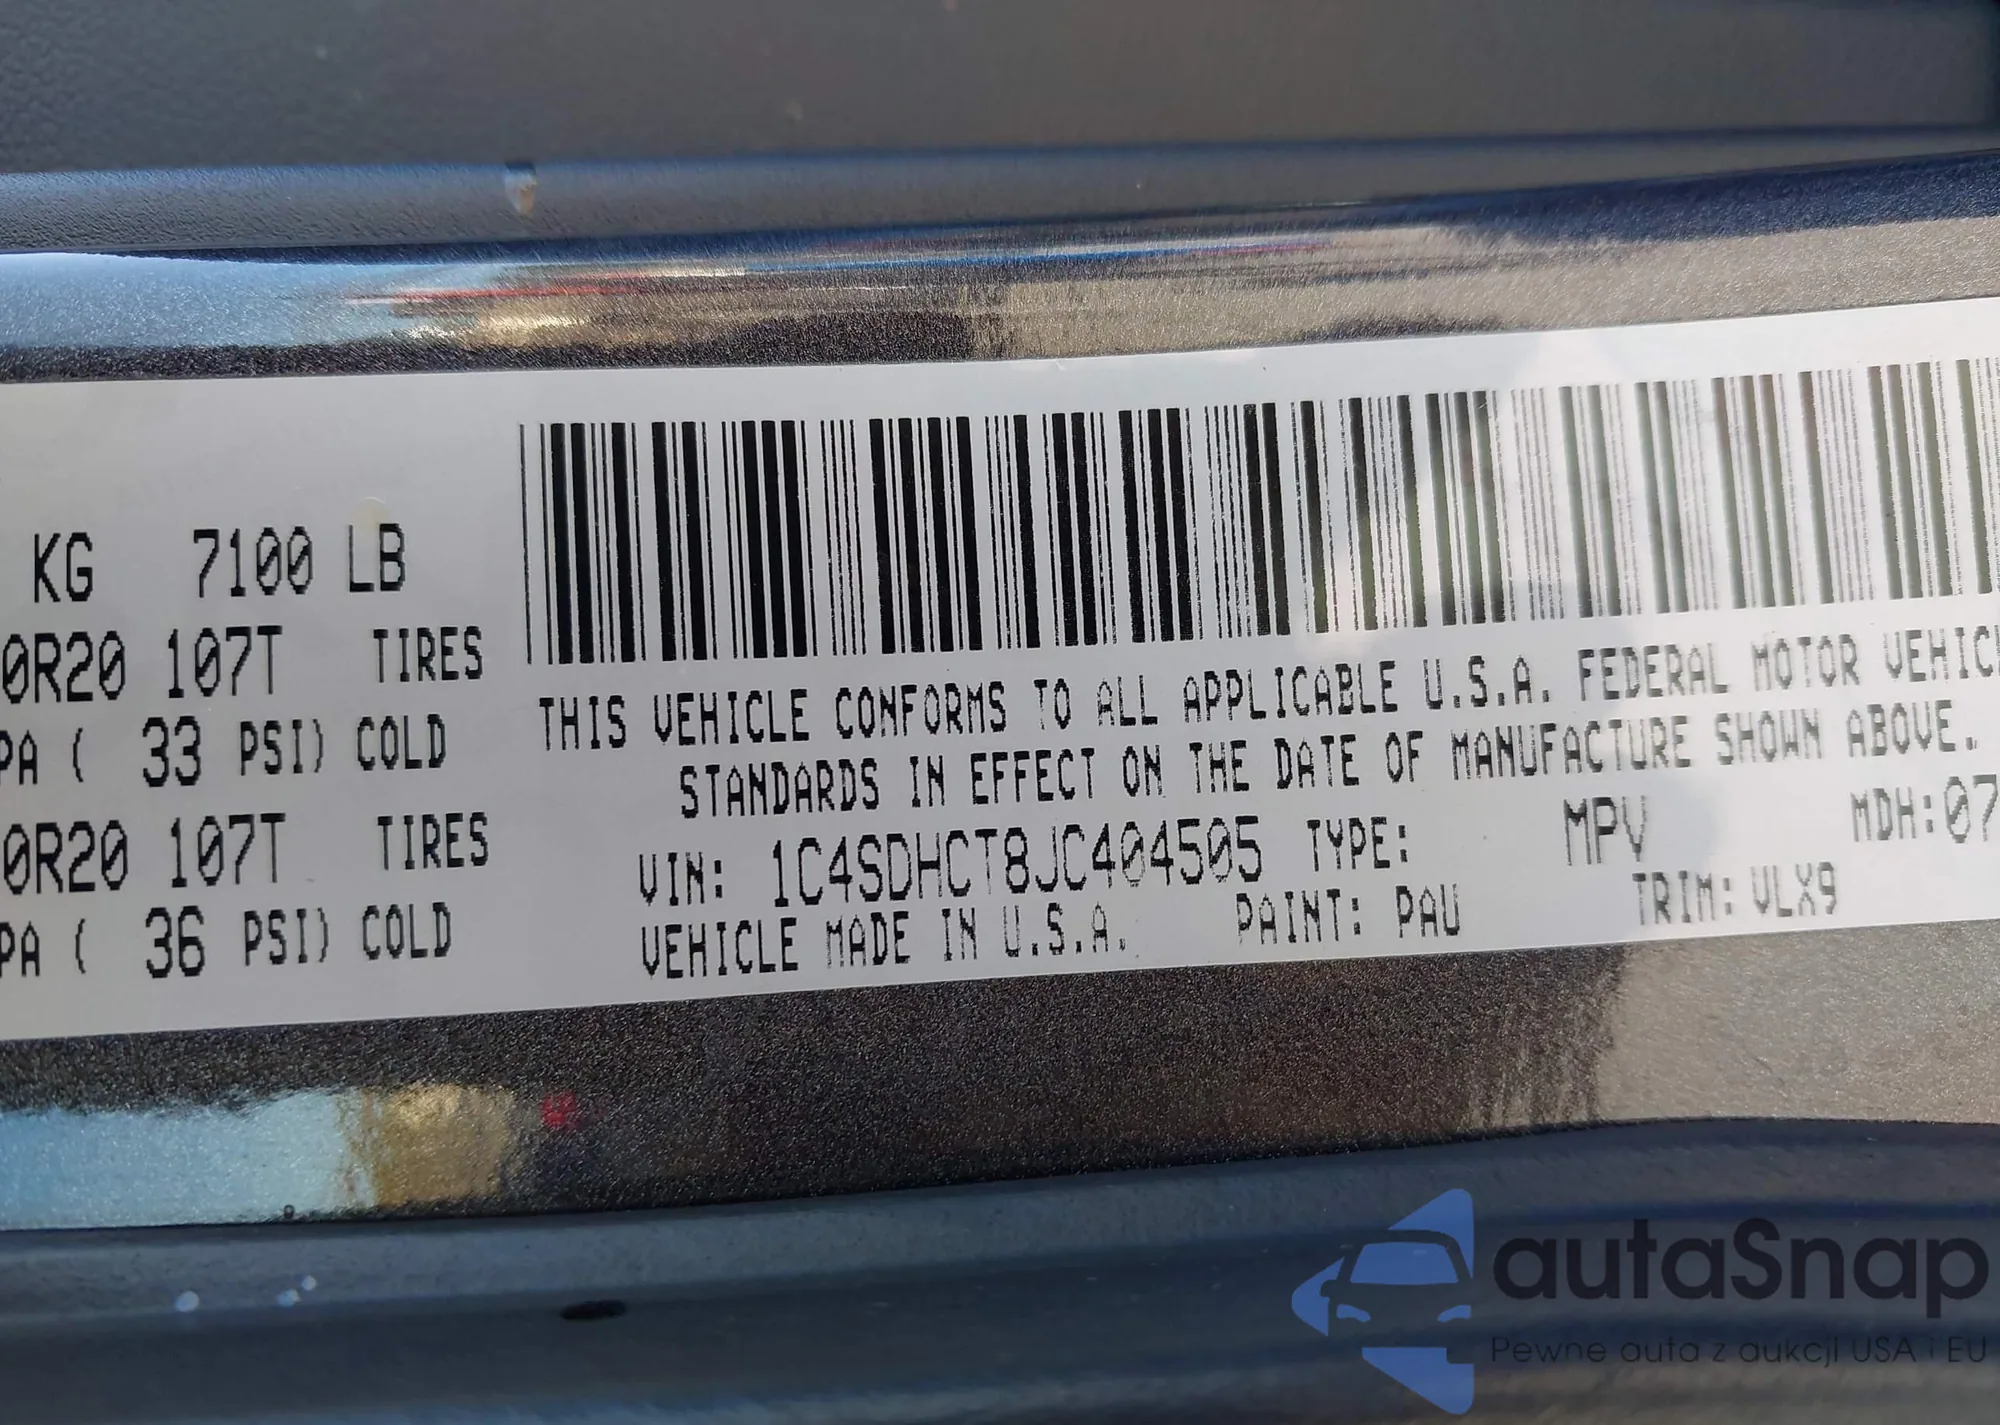 KG 7100 LB
0R20 107T TIRES
PA ( 33 PSI) COLD
0R20 107T TIRES
PA ( 36 PSI) COLD
THIS VEHICLE CONFORMS TO ALL APPLICABLE U.S.A. FEDERAL MOTOR VEHIC
STANDARDS IN EFFECT ON THE DATE OF MANUFACTURE SHOWN ABOVE.
VIN: 1C4SDHCT8JC404505 TYPE: MPV MDH:07
VEHICLE MADE IN U.S.A. PAINT: PAU TRIM: VLX9
autaSnap
Pewne auta z aukcji USA i EU